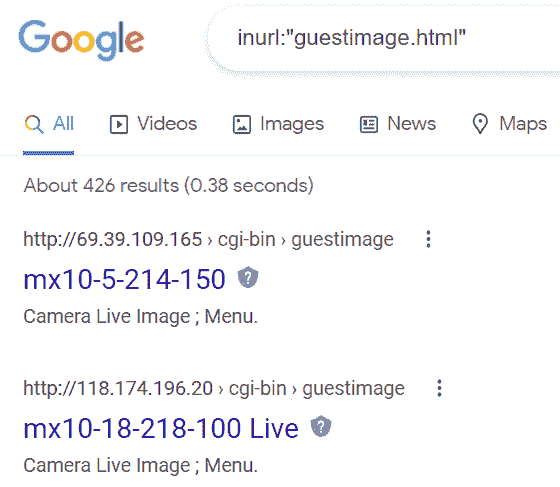 Google
inurl:"guestimage.html"
All Videos Images News Maps
About 426 results (0.38 seconds)
http://69.39.109.165 › cgi-bin › guestimage
mx10-5-214-150
Camera Live Image ; Menu.
http://118.174.196.20 › cgi-bin › guestimage
mx10-18-218-100 Live
Camera Live Image ; Menu.